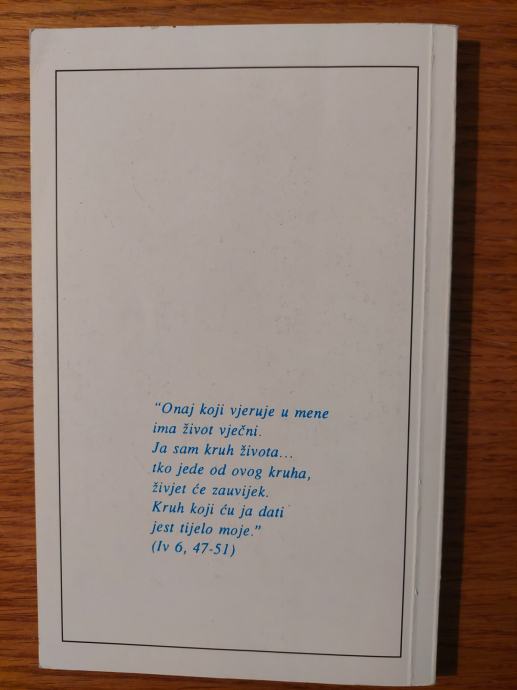 “Onaj koji vjeruje u mene
ima život vječni.
Ja sam kruh života...
tko jede od ovog kruha,
živjet će zauvijek.
Kruh koji ću ja dati
jest tijelo moje.”
(Iv 6, 47-51)